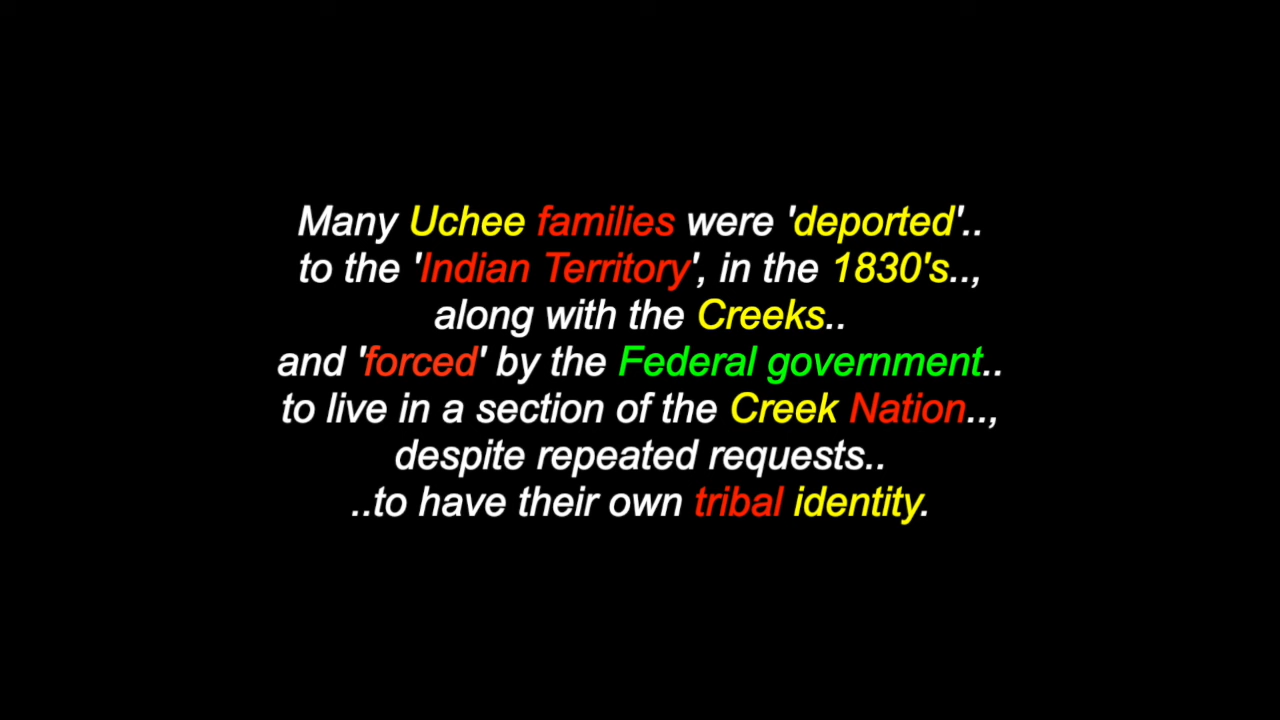 Many Uchee families were 'deported'..
to the 'Indian Territory', in the 1830's..,
along with the Creeks..
and 'forced' by the Federal government..
to live in a section of the Creek Nation..,
despite repeated requests..
..to have their own tribal identity.